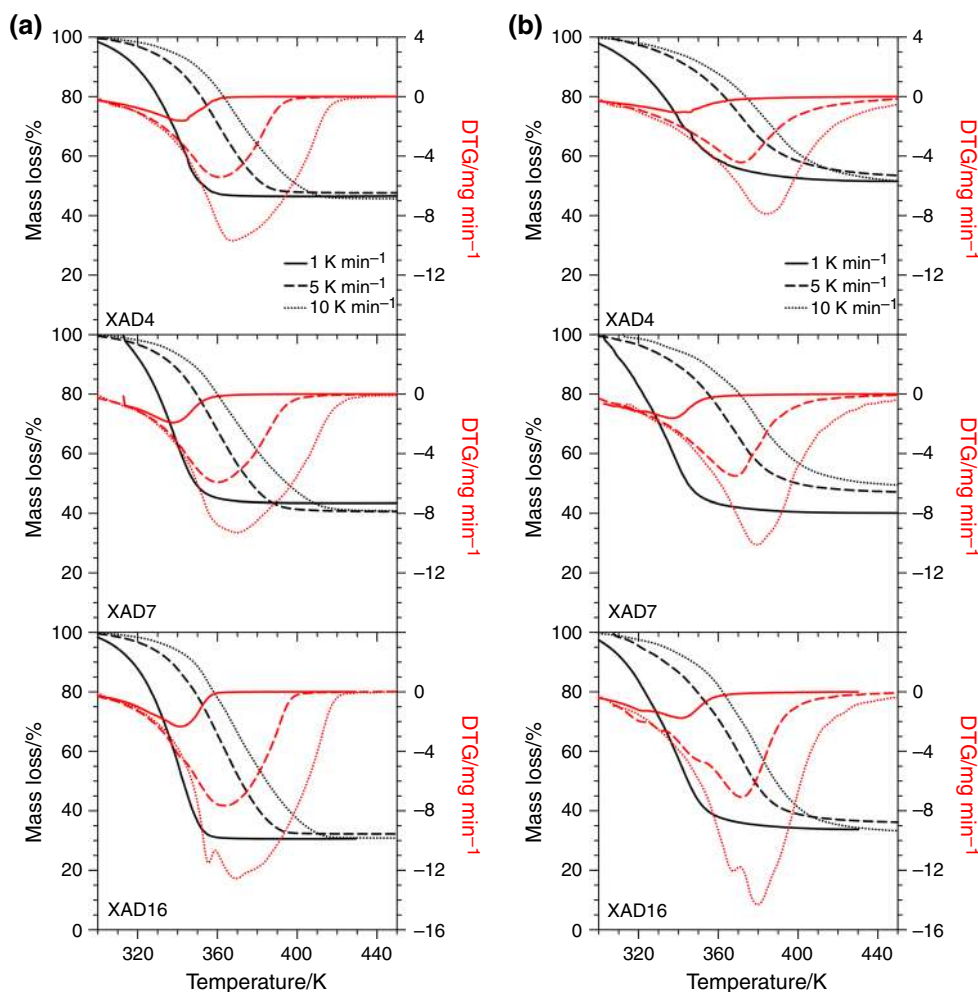 (a)
(b)
100
80
60
40
20
Mass loss/%
4
0
−4
−8
−12
DTG/mg min⁻¹
1 K min⁻¹
5 K min⁻¹
10 K min⁻¹
XAD4
100
80
60
40
20
Mass loss/%
4
0
−4
−8
−12
DTG/mg min⁻¹
1 K min⁻¹
5 K min⁻¹
10 K min⁻¹
XAD4
100
80
60
40
20
Mass loss/%
0
−4
−8
−12
DTG/mg min⁻¹
XAD7
100
80
60
40
20
Mass loss/%
0
−4
−8
−12
DTG/mg min⁻¹
XAD7
100
80
60
40
20
0
Mass loss/%
0
−4
−8
−12
−16
DTG/mg min⁻¹
XAD16
320 360 400 440
Temperature/K
100
80
60
40
20
0
Mass loss/%
0
−4
−8
−12
−16
DTG/mg min⁻¹
XAD16
320 360 400 440
Temperature/K